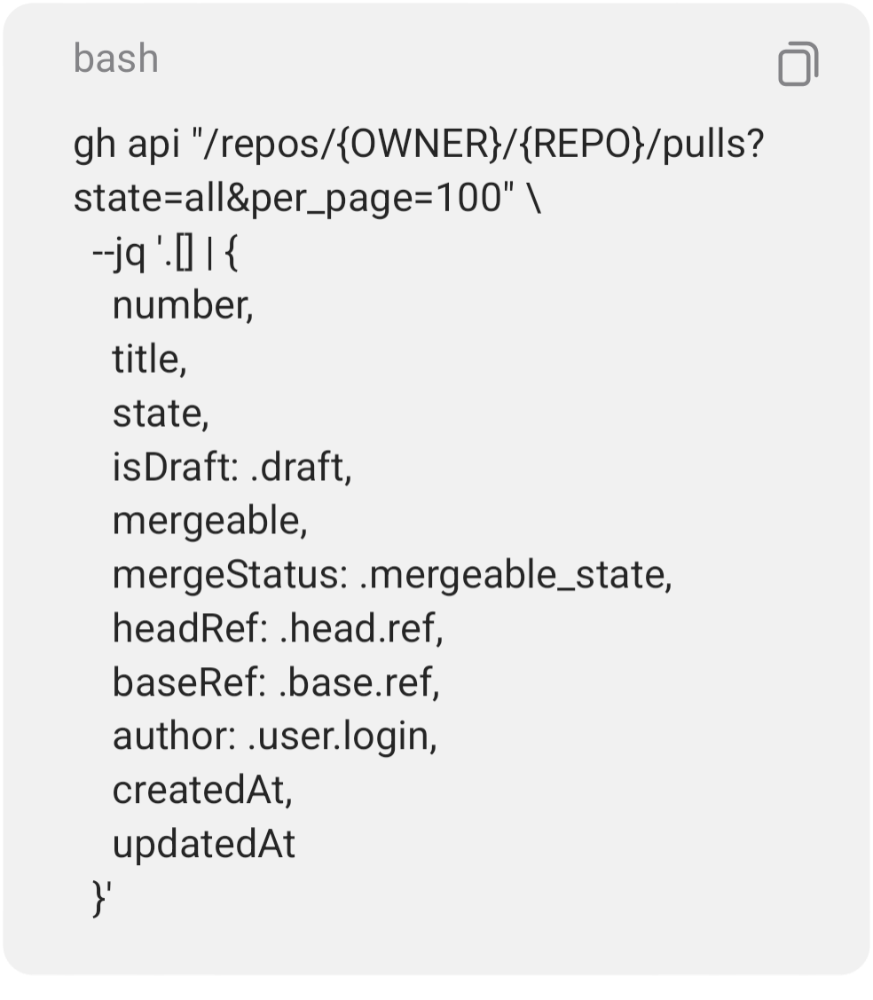 bash
gh api "/repos/{OWNER}/{REPO}/pulls?
state=all&per_page=100" \
--jq '.[] | {
number,
title,
state,
isDraft: .draft,
mergeable,
mergeStatus: .mergeable_state,
headRef: .head.ref,
baseRef: .base.ref,
author: .user.login,
createdAt,
updatedAt
}'